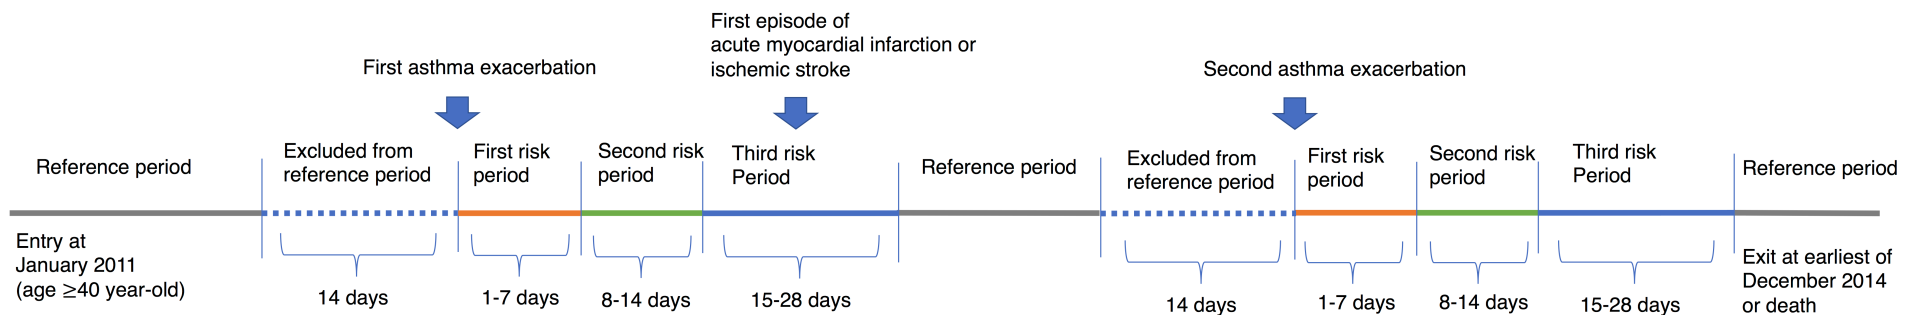 First episode of
acute myocardial infarction or
ischemic stroke
First asthma exacerbation
Second asthma exacerbation
Reference period
Excluded from
reference period
First risk
period
Second risk
period
Third risk
Period
Reference period
Excluded from
reference period
First risk
period
Second risk
period
Third risk
Period
Reference period
Entry at
January 2011
(age ≥40 year-old)
14 days
1-7 days
8-14 days
15-28 days
14 days
1-7 days
8-14 days
15-28 days
Exit at earliest of
December 2014
or death